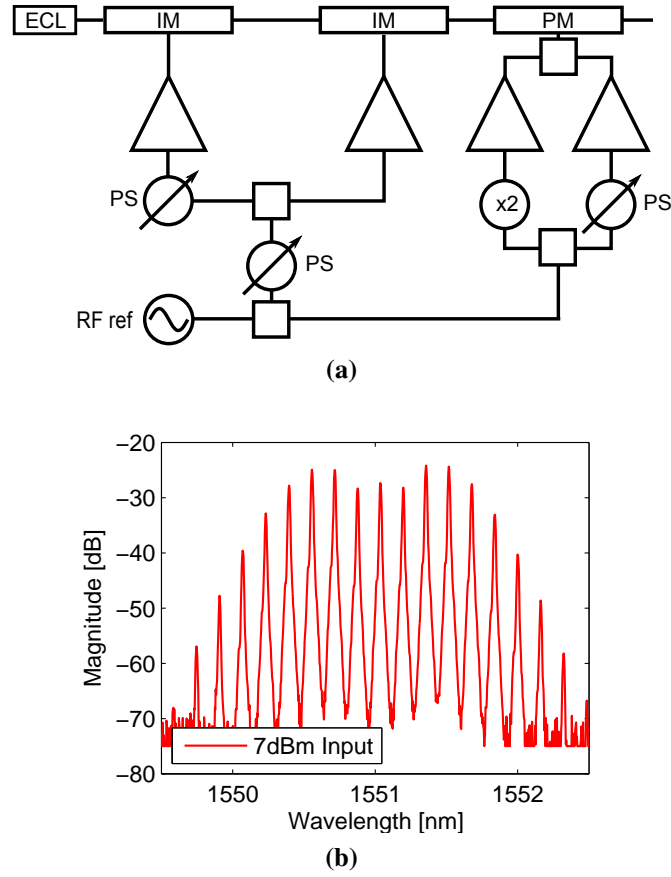 ECL
IM
IM
PM
PS
x2
PS
PS
RF ref
(a)
−20
−30
−40
−50
−60
−70
−80
Magnitude [dB]
7dBm Input
1550
1551
1552
Wavelength [nm]
(b)